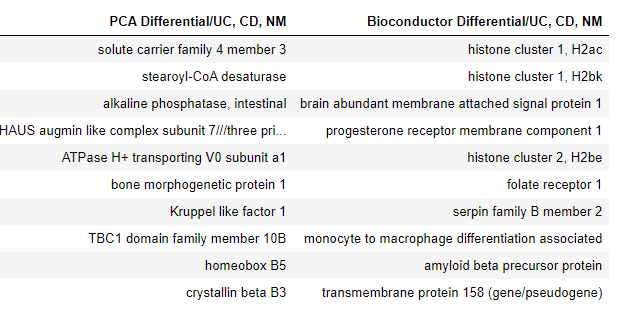 PCA Differential/UC, CD, NM Bioconductor Differential/UC, CD, NM
solute carrier family 4 member 3 histone cluster 1, H2ac
stearoyl-CoA desaturase histone cluster 1, H2bk
alkaline phosphatase, intestinal brain abundant membrane attached signal protein 1
HAUS augmin like complex subunit 7///three pri... progesterone receptor membrane component 1
ATPase H+ transporting V0 subunit a1 histone cluster 2, H2be
bone morphogenetic protein 1 folate receptor 1
Kruppel like factor 1 serpin family B member 2
TBC1 domain family member 10B monocyte to macrophage differentiation associated
homeobox B5 amyloid beta precursor protein
crystallin beta B3 transmembrane protein 158 (gene/pseudogene)